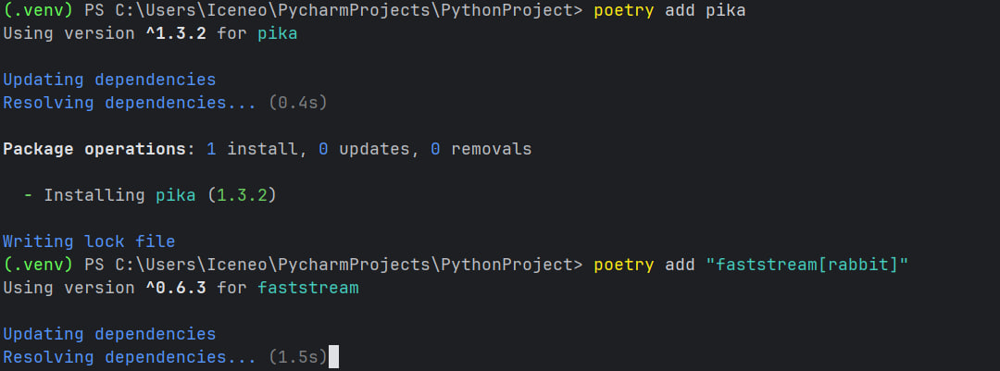 (.venv) PS C:\Users\Iceneo\PycharmProjects\PythonProject> poetry add pika
Using version ^1.3.2 for pika
Updating dependencies
Resolving dependencies... (0.4s)
Package operations: 1 install, 0 updates, 0 removals
- Installing pika (1.3.2)
Writing lock file
(.venv) PS C:\Users\Iceneo\PycharmProjects\PythonProject> poetry add "faststream[rabbit]"
Using version ^0.6.3 for faststream
Updating dependencies
Resolving dependencies... (1.5s)